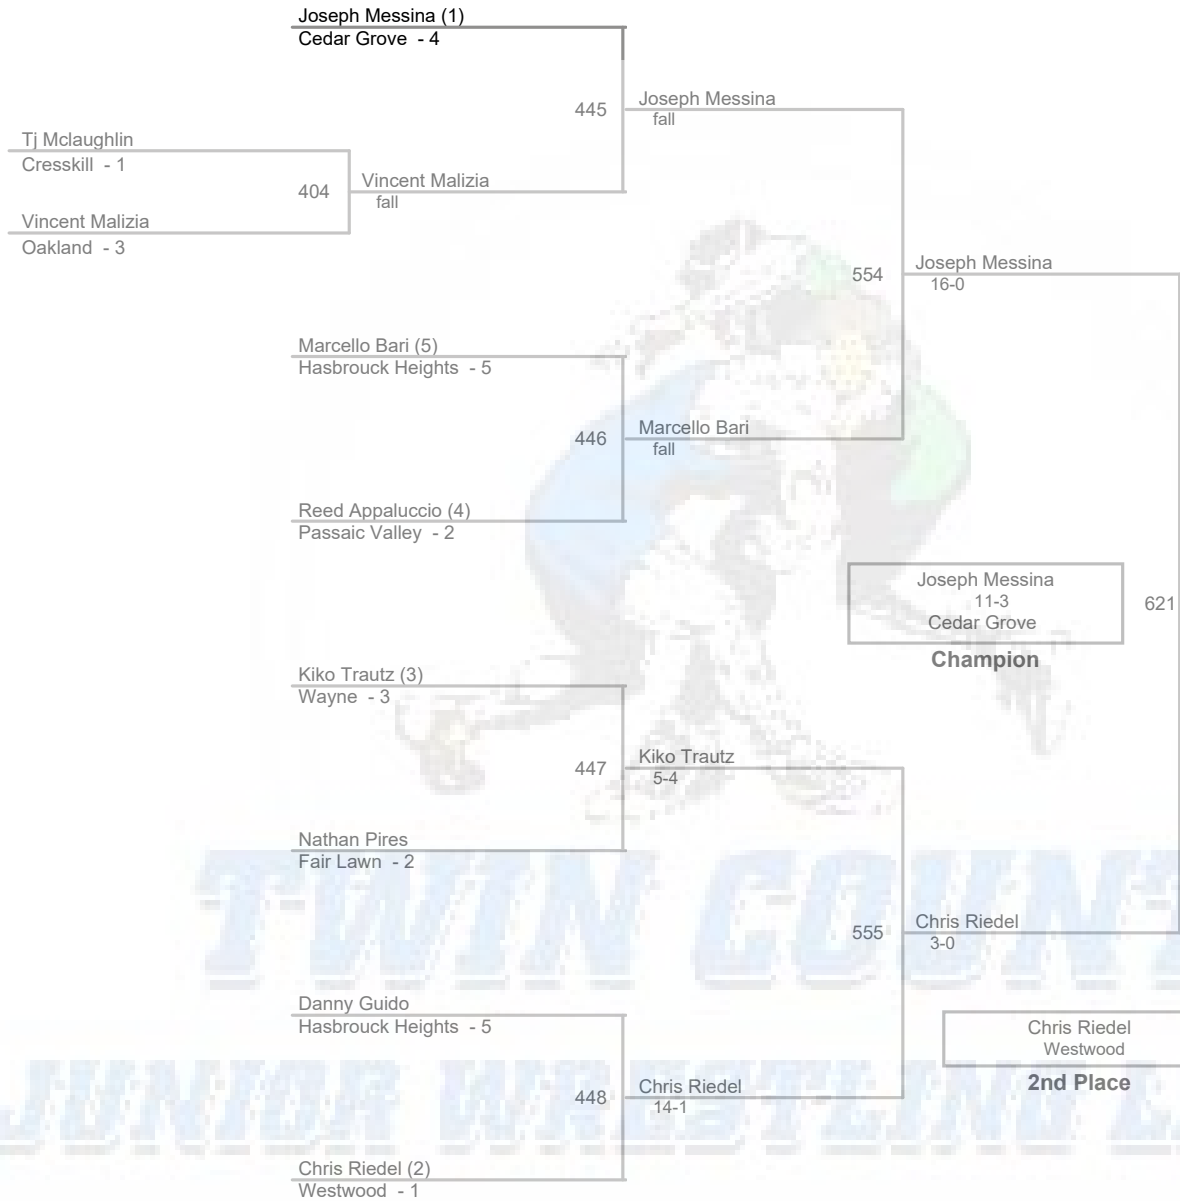 Joseph Messina (1)
Cedar Grove - 4
445
Joseph Messina
fall
Tj Mclaughlin
Cresskill - 1
404
Vincent Malizia
fall
Vincent Malizia
Oakland - 3
554
Joseph Messina
16-0
Marcello Bari (5)
Hasbrouck Heights - 5
446
Marcello Bari
fall
Reed Appaluccio (4)
Passaic Valley - 2
Joseph Messina
11-3
Cedar Grove
Champion
621
Kiko Trautz (3)
Wayne - 3
447
Kiko Trautz
5-4
Nathan Pires
Fair Lawn - 2
555
Chris Riedel
3-0
Danny Guido
Hasbrouck Heights - 5
Chris Riedel
Westwood
2nd Place
448
Chris Riedel
14-1
Chris Riedel (2)
Westwood - 1
TWIN COUNT
JUNIOR WRESTLING L